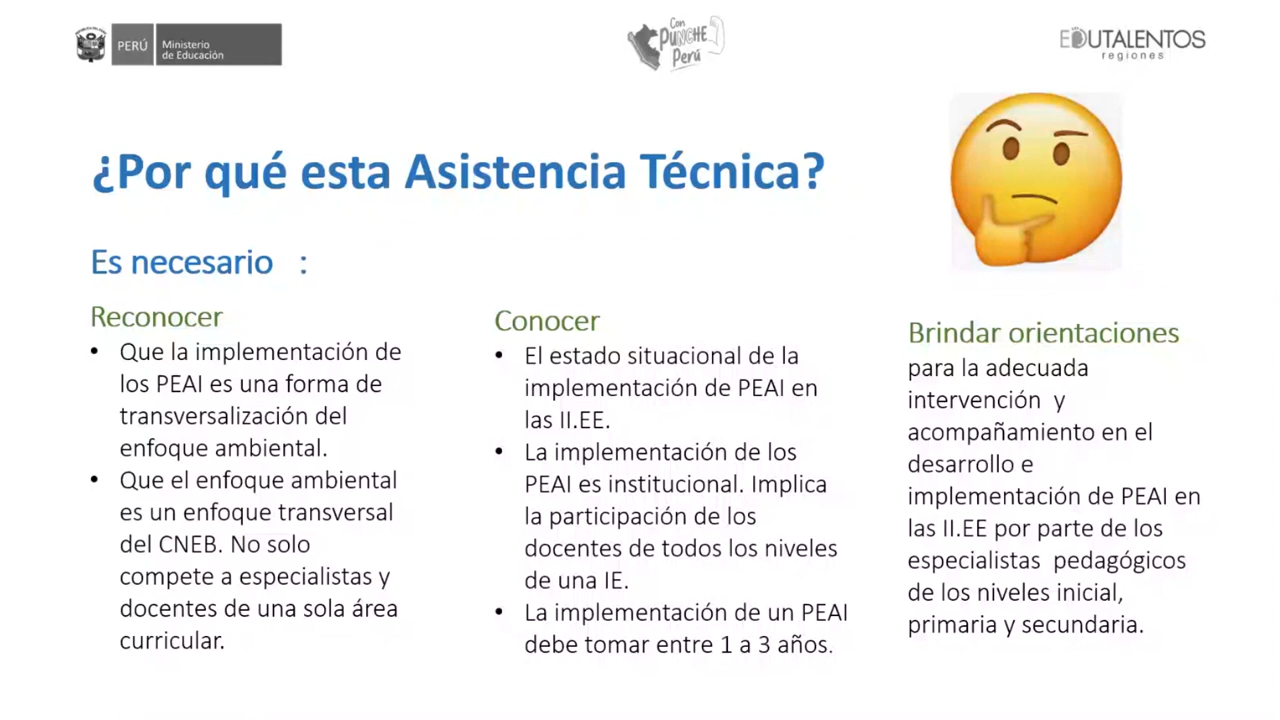 PERÚ
Ministerio
de Educación
Con
PUNCHE
Perú
EDUTALENTOS
regiones
¿Por qué esta Asistencia Técnica?
Es necesario :
Reconocer
• Que la implementación de
los PEAI es una forma de
transversalización del
enfoque ambiental.
• Que el enfoque ambiental
es un enfoque transversal
del CNEB. No solo
compete a especialistas y
docentes de una sola área
curricular.
Conocer
• El estado situacional de la
implementación de PEAI en
las II.EE.
• La implementación de los
PEAI es institucional. Implica
la participación de los
docentes de todos los niveles
de una IE.
• La implementación de un PEAI
debe tomar entre 1 a 3 años.
Brindar orientaciones
para la adecuada
intervención y
acompañamiento en el
desarrollo e
implementación de PEAI en
las II.EE por parte de los
especialistas pedagógicos
de los niveles inicial,
primaria y secundaria.